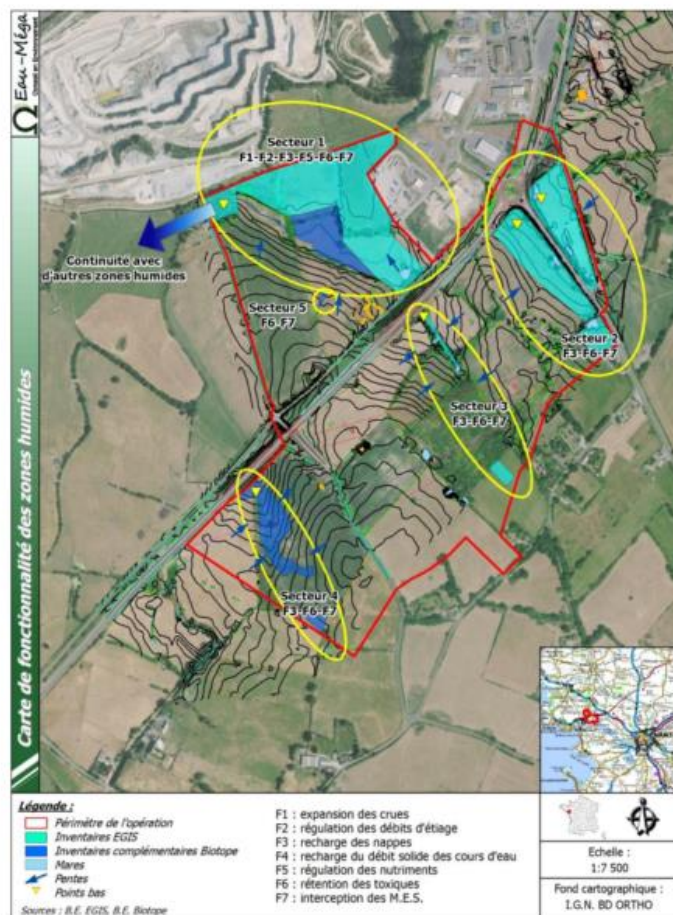 Eau-Méga
Conseil en Environnement
Carte de fonctionnalité des zones humides
Secteur 1
F1-F2-F3-F5-F6-F7
Continuite avec
d'autres zones humides
Secteur 5
F6-F7
Secteur 2
F3-F6-F7
Secteur 3
F3-F6-F7
Secteur 4
F3-F6-F7
Légende :
Périmètre de l'opération
Inventaires EGIS
Inventaires complémentaires Biotope
Mares
Pentes
Points bas
Sources : B.E. EGIS, B.E. Biotope
F1 : expansion des crues
F2 : régulation des débits d'étiage
F3 : recharge des nappes
F4 : recharge du débit solide des cours d'eau
F5 : régulation des nutriments
F6 : rétention des toxiques
F7 : interception des M.E.S.
Echelle :
1:7 500
Fond cartographique :
I.G.N. BD ORTHO